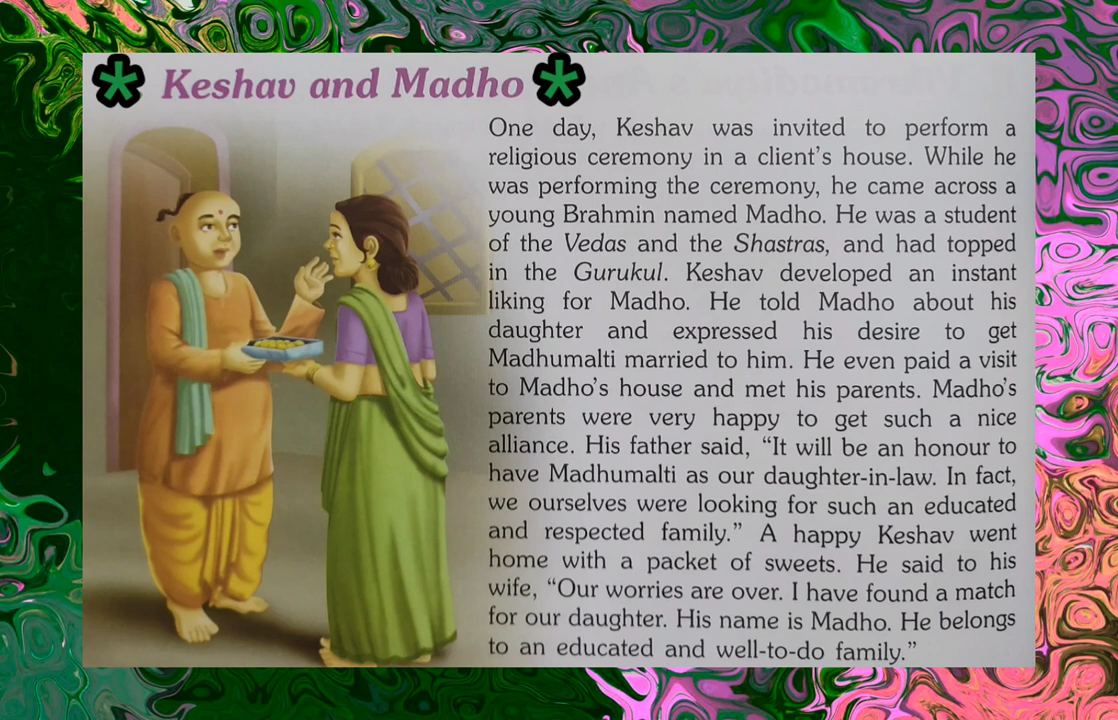 Keshav and Madho
One day, Keshav was invited to perform a
religious ceremony in a client's house. While he
was performing the ceremony, he came across a
young Brahmin named Madho. He was a student
of the Vedas and the Shastras, and had topped
in the Gurukul. Keshav developed an instant
liking for Madho. He told Madho about his
daughter and expressed his desire to get
Madhumalti married to him. He even paid a visit
to Madho's house and met his parents. Madho's
parents were very happy to get such a nice
alliance. His father said, "It will be an honour to
have Madhumalti as our daughter-in-law. In fact,
we ourselves were looking for such an educated
and respected family." A happy Keshav went
home with a packet of sweets. He said to his
wife, "Our worries are over. I have found a match
for our daughter. His name is Madho. He belongs
to an educated and well-to-do family."